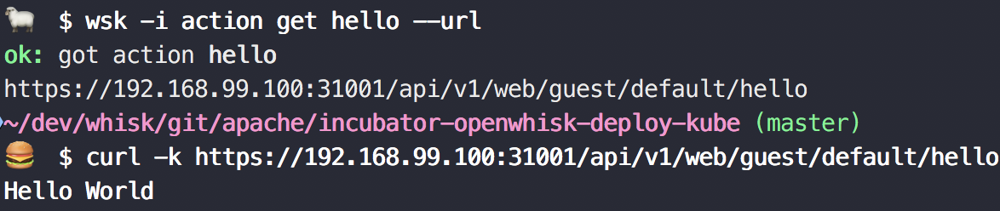 🐑 $ wsk -i action get hello --url
ok: got action hello
https://192.168.99.100:31001/api/v1/web/guest/default/hello
~/dev/whisk/git/apache/incubator-openwhisk-deploy-kube (master)
🍔 $ curl -k https://192.168.99.100:31001/api/v1/web/guest/default/hello
Hello World